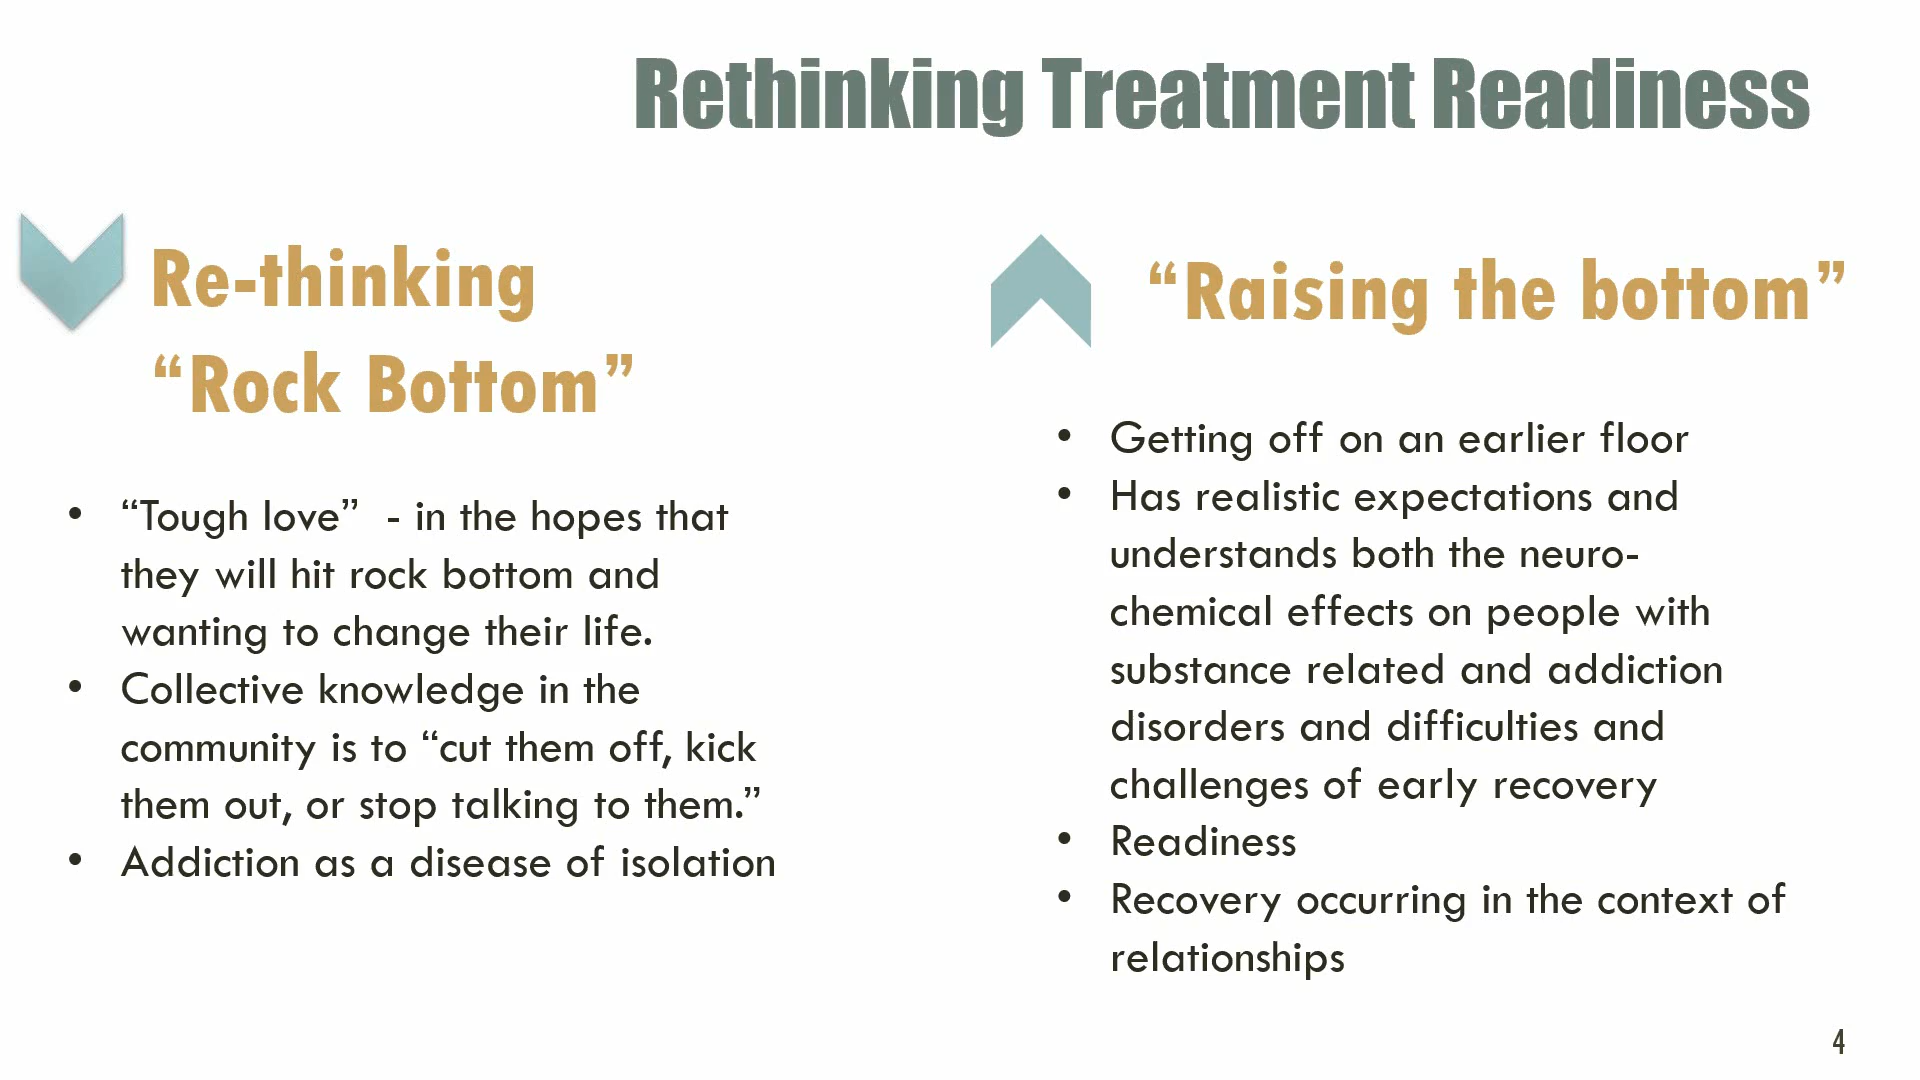 Rethinking Treatment Readiness
Re-thinking
“Rock Bottom”
• “Tough love”  - in the hopes that
they will hit rock bottom and
wanting to change their life.
• Collective knowledge in the
community is to “cut them off, kick
them out, or stop talking to them.”
• Addiction as a disease of isolation
“Raising the bottom”
• Getting off on an earlier floor
• Has realistic expectations and
understands both the neuro-
chemical effects on people with
substance related and addiction
disorders and difficulties and
challenges of early recovery
• Readiness
• Recovery occurring in the context of
relationships
4